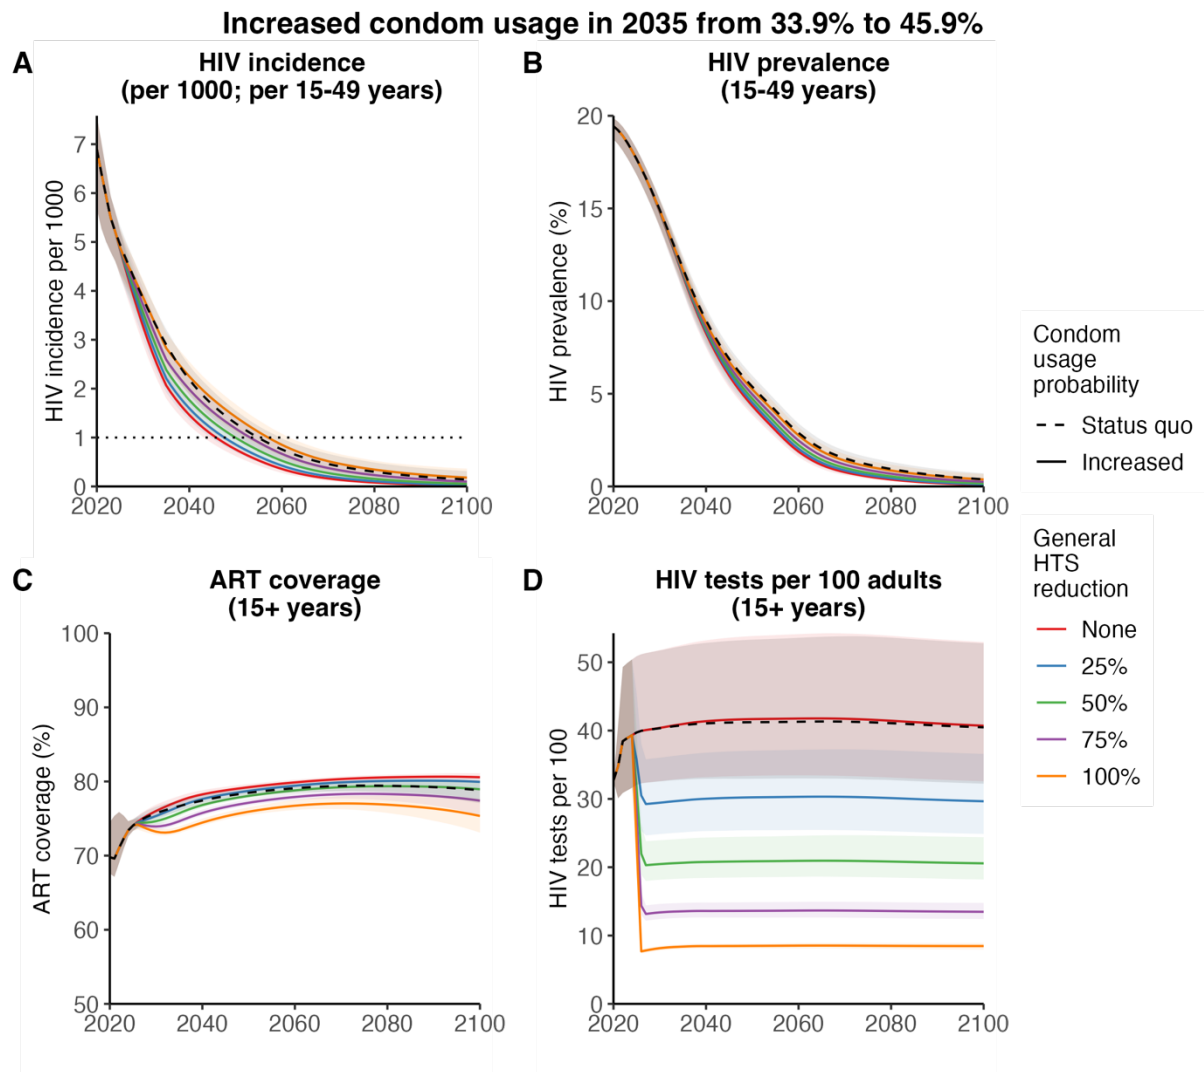 Increased condom usage in 2035 from 33.9% to 45.9%
A
HIV incidence
(per 1000; per 15-49 years)
HIV incidence per 1000
7
6
5
4
3
2
1
0
2020
2040
2060
2080
2100
B
HIV prevalence
(15-49 years)
HIV prevalence (%)
20
15
10
5
0
2020
2040
2060
2080
2100
C
ART coverage
(15+ years)
ART coverage (%)
100
90
80
70
60
50
2020
2040
2060
2080
2100
D
HIV tests per 100 adults
(15+ years)
HIV tests per 100
50
40
30
20
10
0
2020
2040
2060
2080
2100
Condom
usage
probability
Status quo
Increased
General
HTS
reduction
None
25%
50%
75%
100%